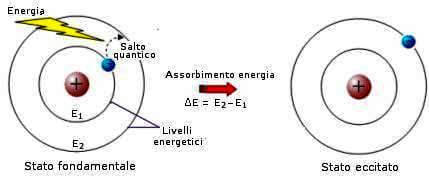 Energia
Salto
quantico
+
E1
E2
Livelli
energetici
Stato fondamentale
Assorbimento energia
ΔE = E2-E1
+
Stato eccitato